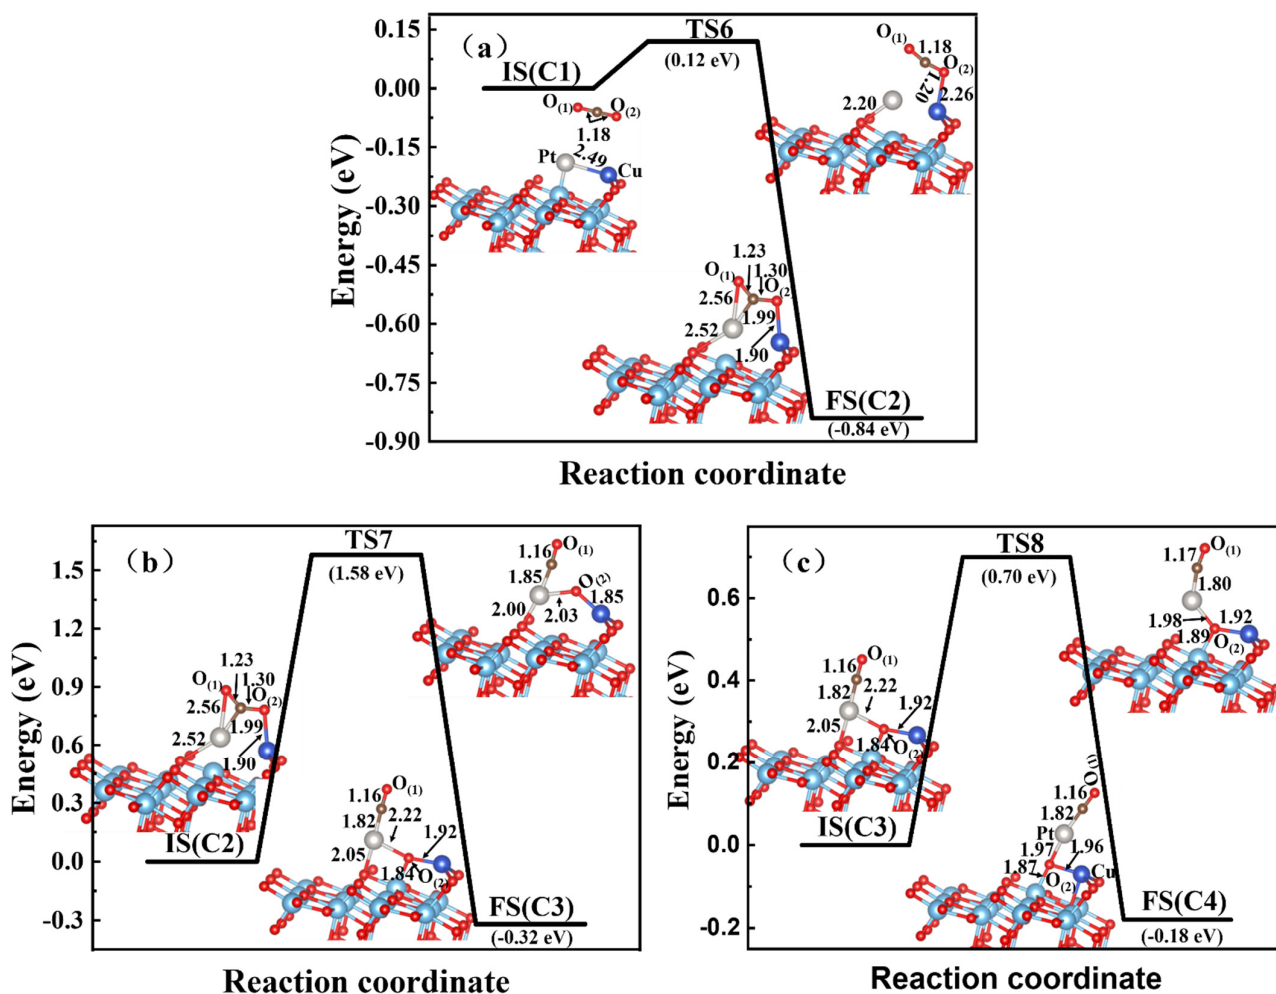 (a)
Energy (eV)
0.15
0.00
-0.15
-0.30
-0.45
-0.60
-0.75
-0.90
TS6
(0.12 eV)
IS(C1)
O(1) O(2)
1.18
2.49
Pt
Cu
O(1)
1.18
O(2)
1.20
2.20
2.26
1.23
1.30
O(1)
O(2)
2.56
1.99
2.52
1.90
FS(C2)
(-0.84 eV)
Reaction coordinate
(b)
Energy (eV)
1.5
1.2
0.9
0.6
0.3
0.0
-0.3
TS7
(1.58 eV)
1.16
O(1)
1.85
O(2)
1.85
2.00
2.03
1.23
1.30
O(1)
O(2)
2.56
1.99
2.52
1.90
IS(C2)
O(1)
1.16
1.82
2.22
1.92
2.05
1.84
O(2)
FS(C3)
(-0.32 eV)
Reaction coordinate
(c)
Energy (eV)
0.6
0.4
0.2
0.0
-0.2
TS8
(0.70 eV)
1.17
O(1)
1.80
1.98
1.92
1.89
O(2)
1.16
O(1)
1.82
2.22
1.92
2.05
1.84
O(2)
IS(C3)
O(1)
1.16
1.82
Pt
1.97
1.96
1.87
O(2)
Cu
FS(C4)
(-0.18 eV)
Reaction coordinate